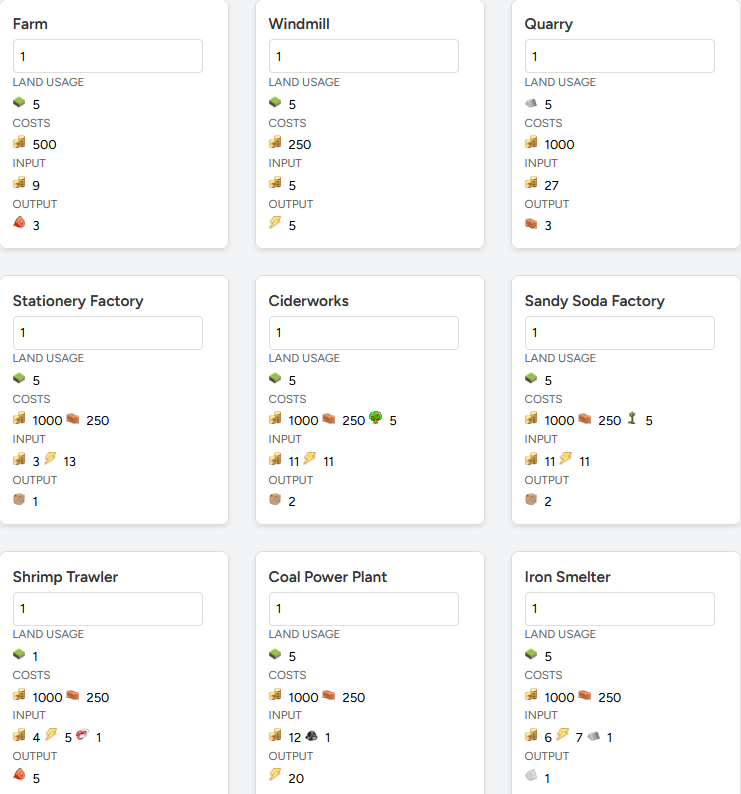 Farm
1
LAND USAGE
5
COSTS
500
INPUT
9
OUTPUT
3
Windmill
1
LAND USAGE
5
COSTS
250
INPUT
5
OUTPUT
5
Quarry
1
LAND USAGE
5
COSTS
1000
INPUT
27
OUTPUT
3
Stationery Factory
1
LAND USAGE
5
COSTS
1000 250
INPUT
3 13
OUTPUT
1
Ciderworks
1
LAND USAGE
5
COSTS
1000 250 5
INPUT
11 11
OUTPUT
2
Sandy Soda Factory
1
LAND USAGE
5
COSTS
1000 250 5
INPUT
11 11
OUTPUT
2
Shrimp Trawler
1
LAND USAGE
1
COSTS
1000 250
INPUT
4 5 1
OUTPUT
5
Coal Power Plant
1
LAND USAGE
5
COSTS
1000 250
INPUT
12 1
OUTPUT
20
Iron Smelter
1
LAND USAGE
5
COSTS
1000 250
INPUT
6 7 1
OUTPUT
1